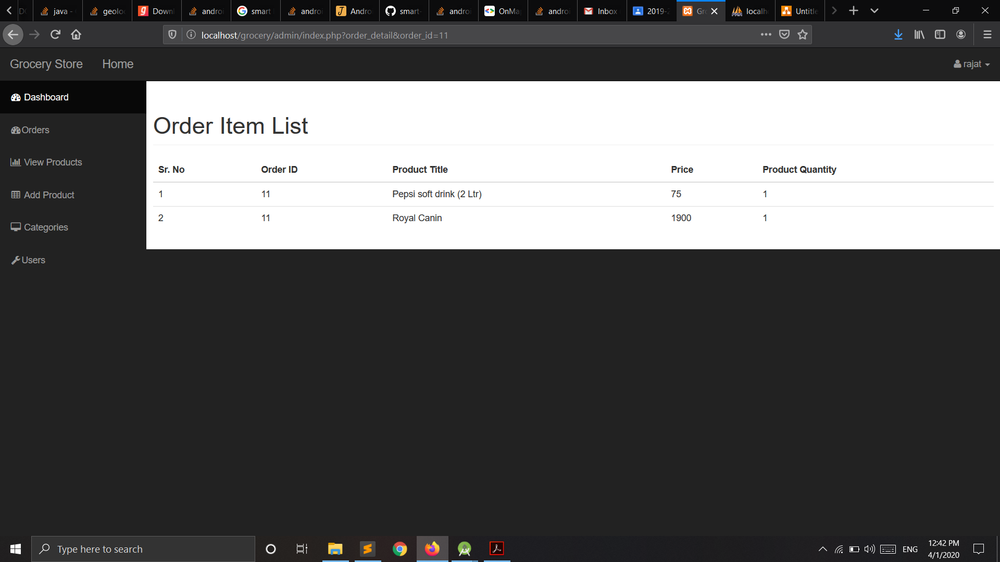 java -
geoloc
Downl
androi
smart
androi
Andro
smart-
androi
OnMa
androi
Inbox
2019-2
Gro
localh
Untitle
localhost/grocery/admin/index.php?order_detail&order_id=11
Grocery Store Home rajat
Dashboard
Orders
View Products
Add Product
Categories
Users
Order Item List
Sr. No Order ID Product Title Price Product Quantity
1 11 Pepsi soft drink (2 Ltr) 75 1
2 11 Royal Canin 1900 1
Type here to search
ENG
12:42 PM
4/1/2020